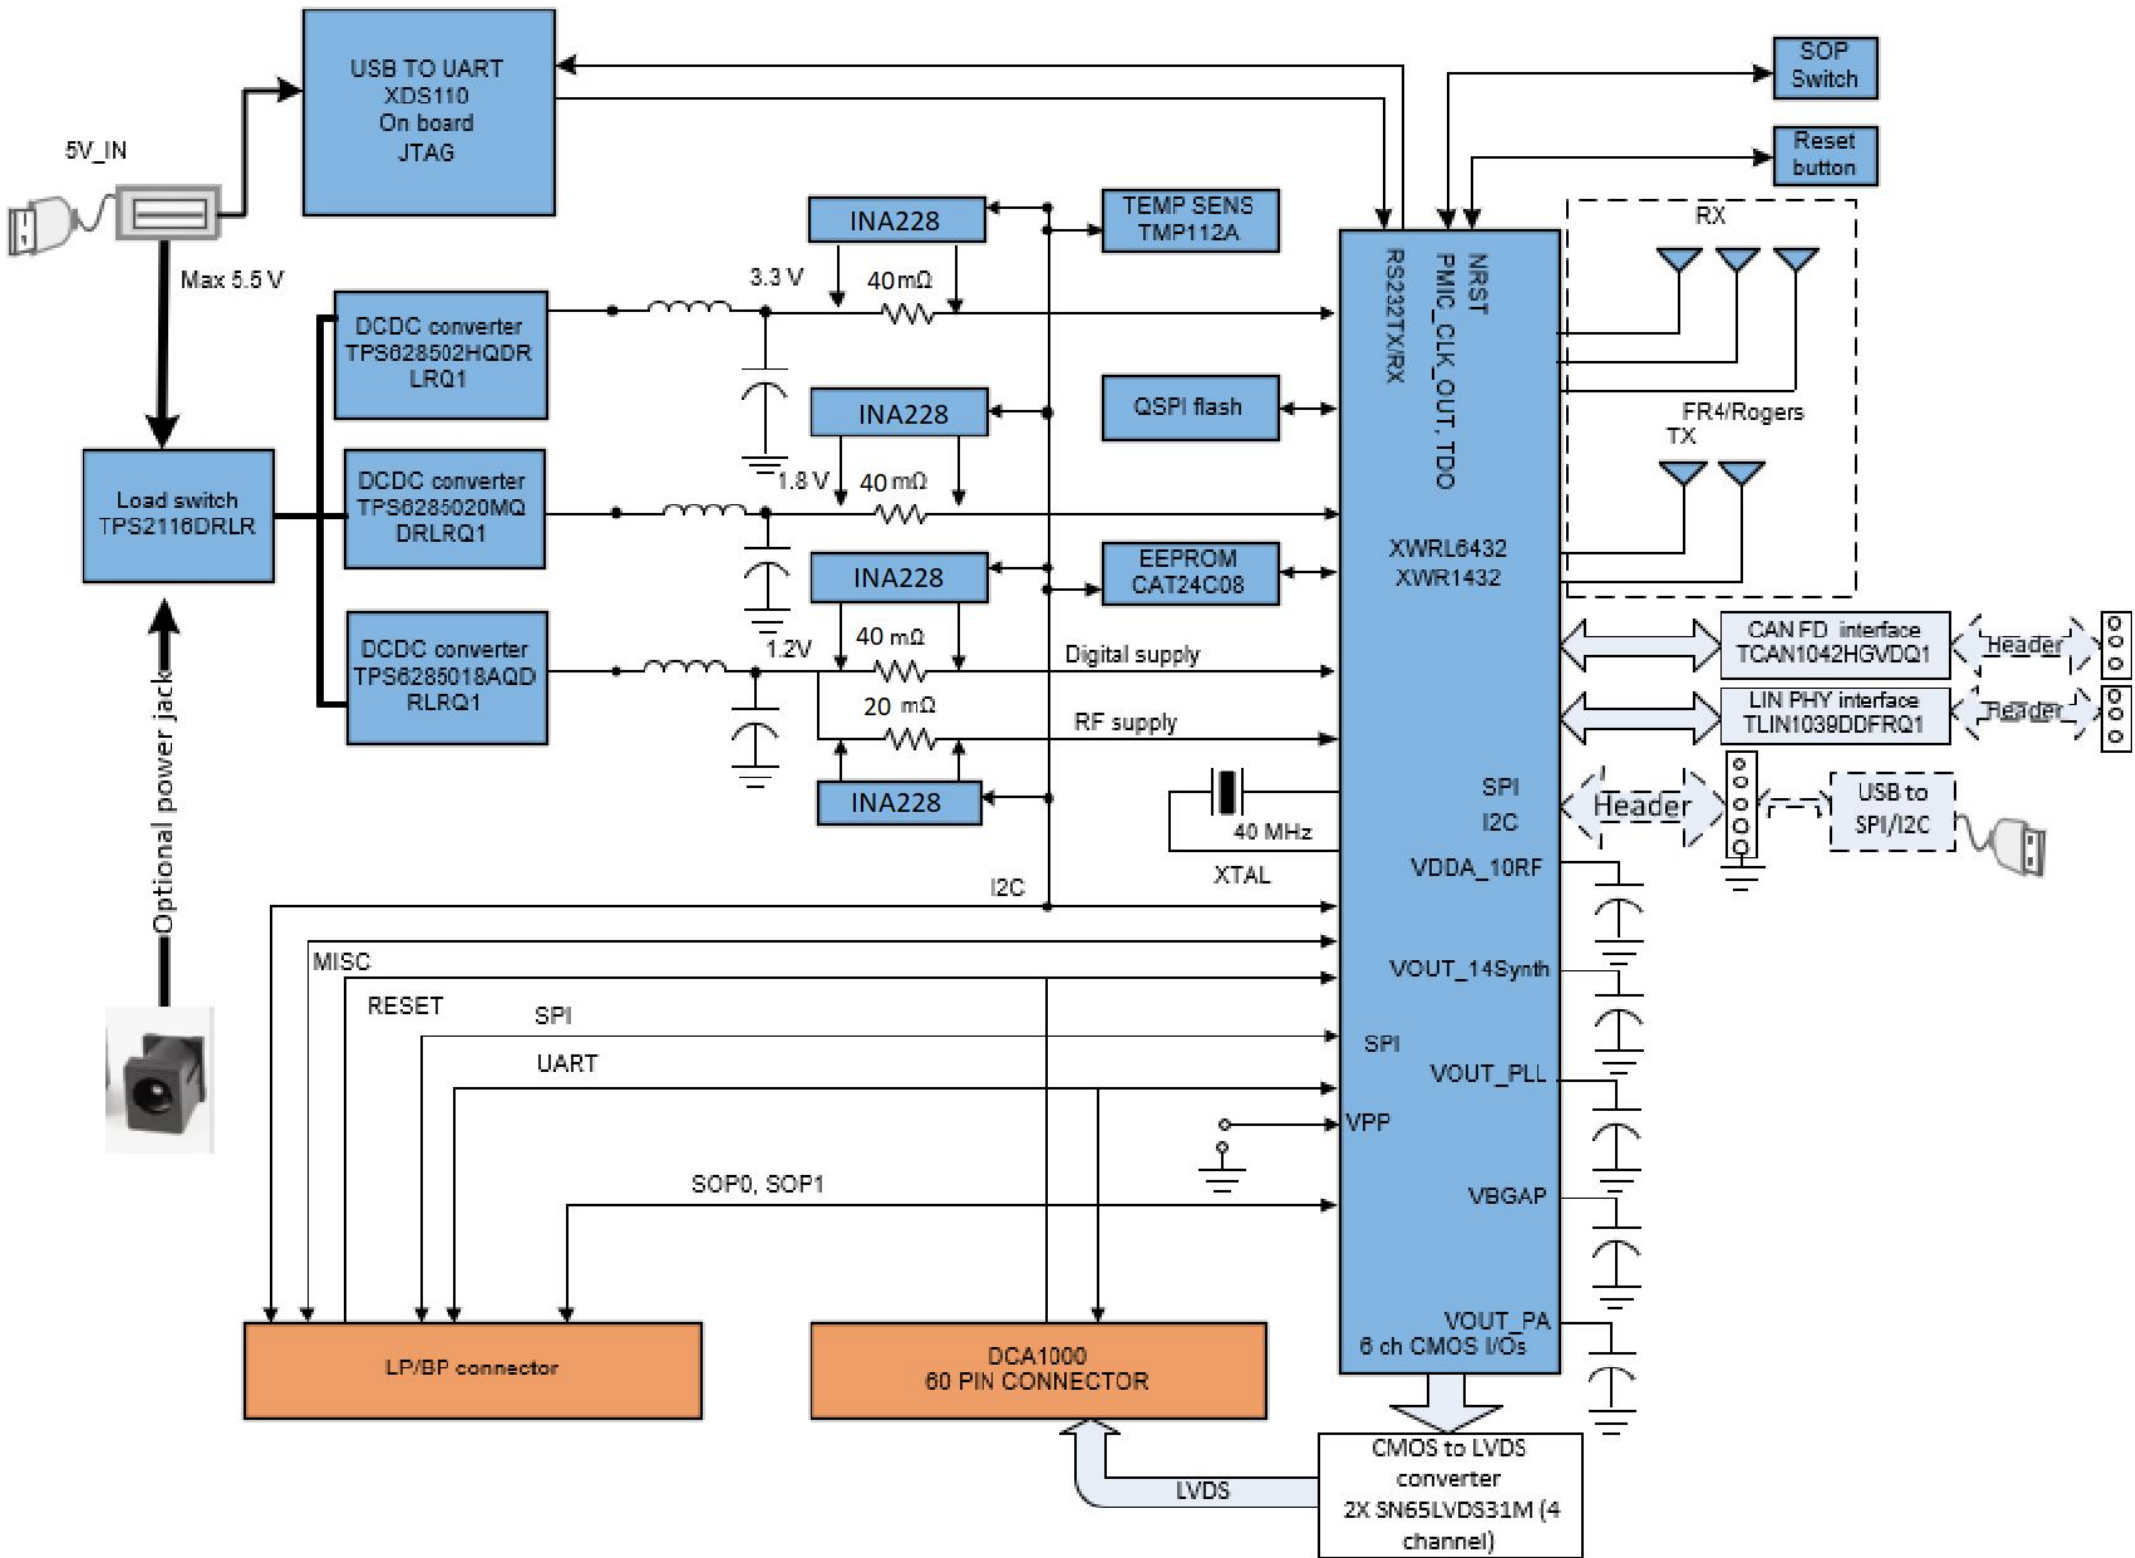 USB TO UART
XDS110
On board
JTAG
5V_IN
Max 5.5 V
SOP
Switch
Reset
button
INA228
TEMP SENS
TMP112A
RX
3.3 V
40mΩ
DCDC converter
TPS628502HQDR
LRQ1
RS232TX/RX
PMIC_CLK_OUT, TDO
NRST
INA228
QSPI flash
FR4/Rogers
TX
1.8 V
40mΩ
Load switch
TPS2116DRLR
DCDC converter
TPS6285020MQ
DRLRQ1
INA228
EEPROM
CAT24C08
XWRL6432
XWR1432
1.2V
40 mΩ
Digital supply
DCDC converter
TPS6285018AQD
RLRQ1
20 mΩ
RF supply
INA228
CAN FD interface
TCAN1042HGVDQ1
Header
LIN PHY interface
TLIN1039DDFRQ1
Header
SPI
I2C
Header
USB to
SPI/I2C
40 MHz
XTAL
Optional power jack
VDDA_10RF
I2C
MISC
RESET
VOUT_14Synth
SPI
SPI
UART
VOUT_PLL
VPP
SOP0, SOP1
VBGAP
VOUT_PA
6 ch CMOS I/Os
LP/BP connector
DCA1000
60 PIN CONNECTOR
LVDS
CMOS to LVDS
converter
2X SN65LVDS31M (4
channel)